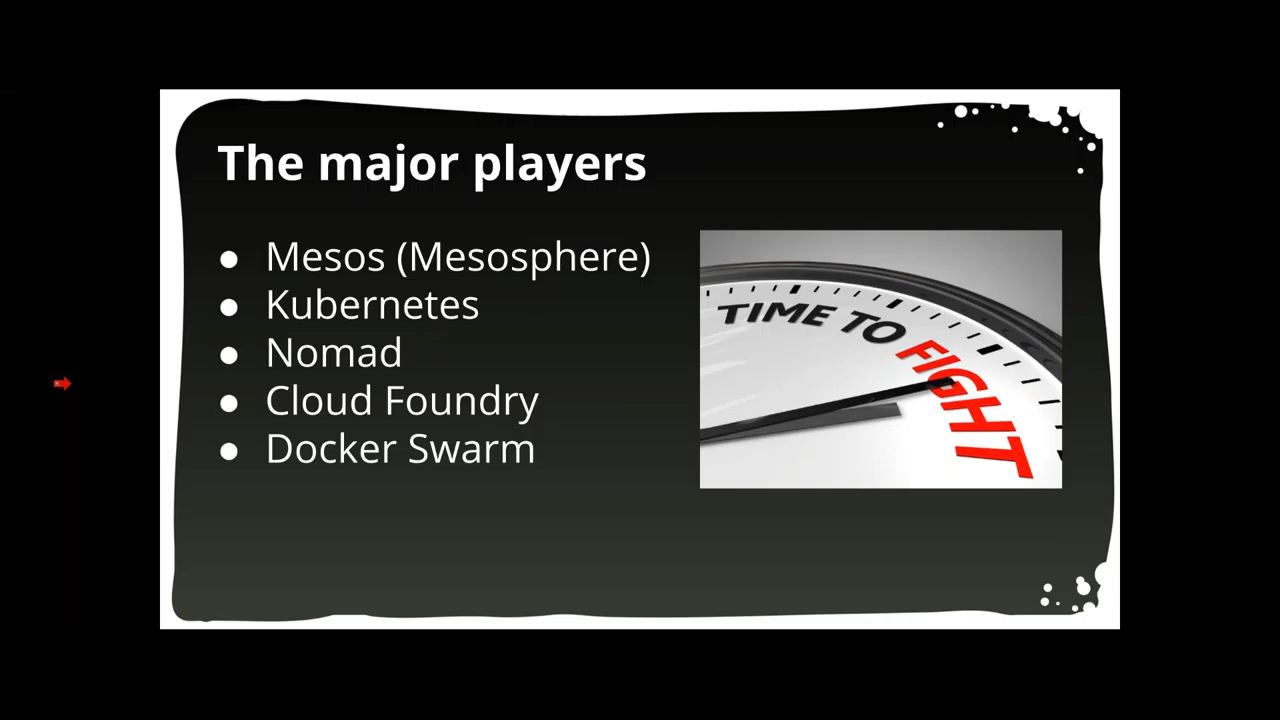 The major players
● Mesos (Mesosphere)
● Kubernetes
● Nomad
● Cloud Foundry
● Docker Swarm
TIME TO FIGHT